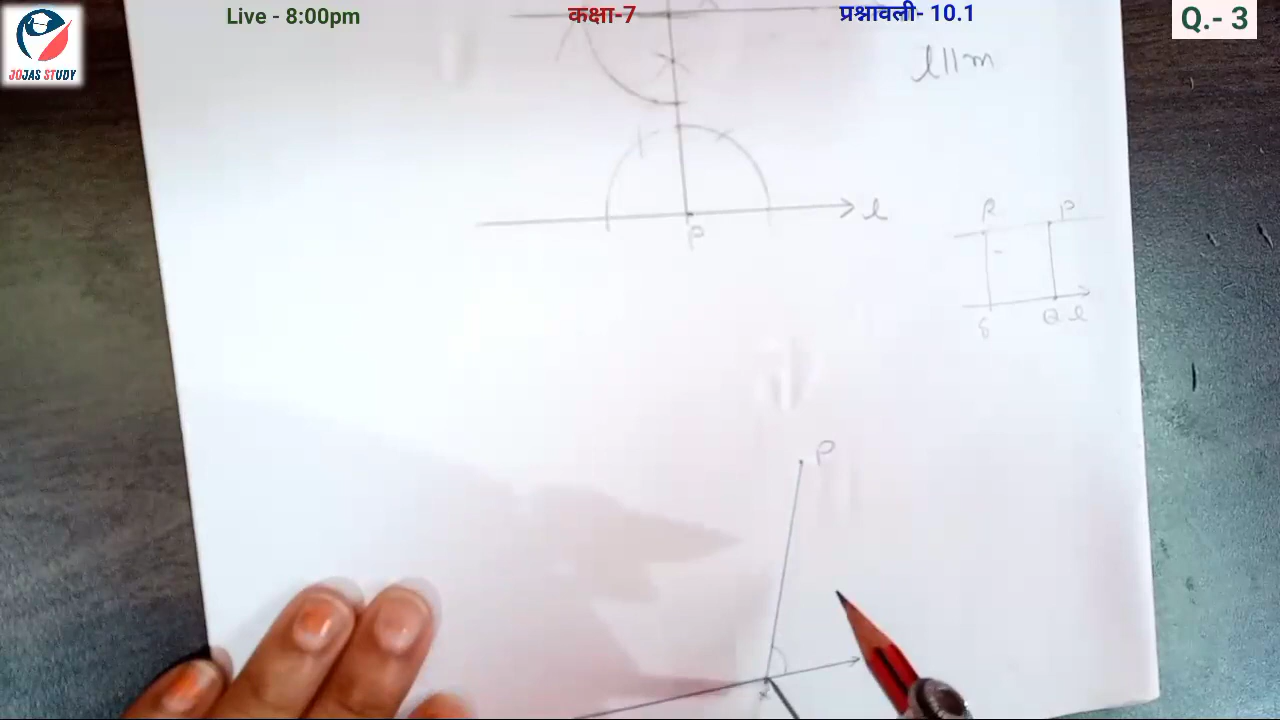 Live - 8:00pm
कक्षा-7
प्रश्नावली- 10.1
Q.- 3
JOJAS STUDY
l||m
l
P
R P
S Q l
P
x